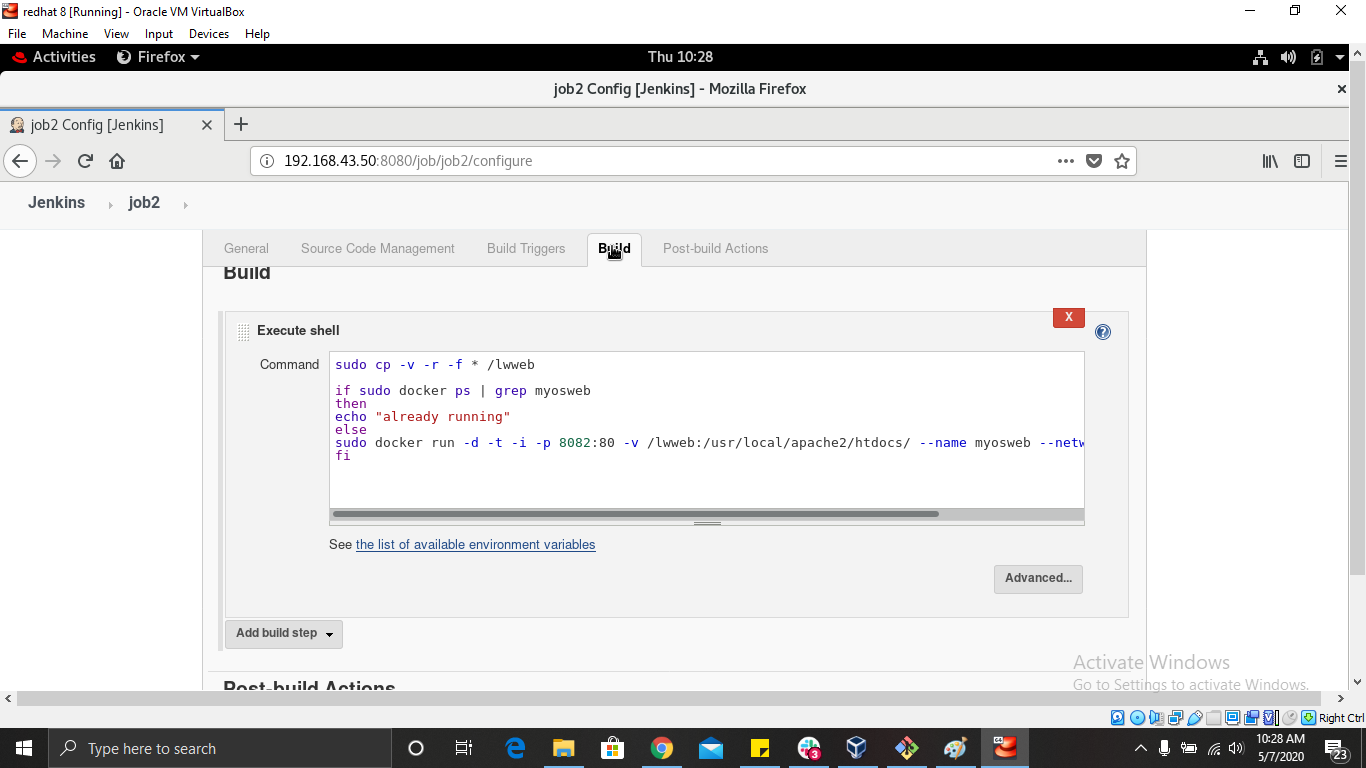 redhat 8 [Running] - Oracle VM VirtualBox
File Machine View Input Devices Help
Activities Firefox Thu 10:28
job2 Config [Jenkins] - Mozilla Firefox
job2 Config [Jenkins]
192.168.43.50:8080/job/job2/configure
Jenkins job2
General Source Code Management Build Triggers Build Post-build Actions
Build
X
Execute shell
Command
sudo cp -v -r -f * /lwweb
if sudo docker ps | grep myosweb
then
echo "already running"
else
sudo docker run -d -t -i -p 8082:80 -v /lwweb:/usr/local/apache2/htdocs/ --name myosweb --netw
fi
See the list of available environment variables
Advanced...
Add build step
Post-build Actions
Activate Windows
Go to Settings to activate Windows.
Right Ctrl
Type here to search
3
10:28 AM
5/7/2020
23